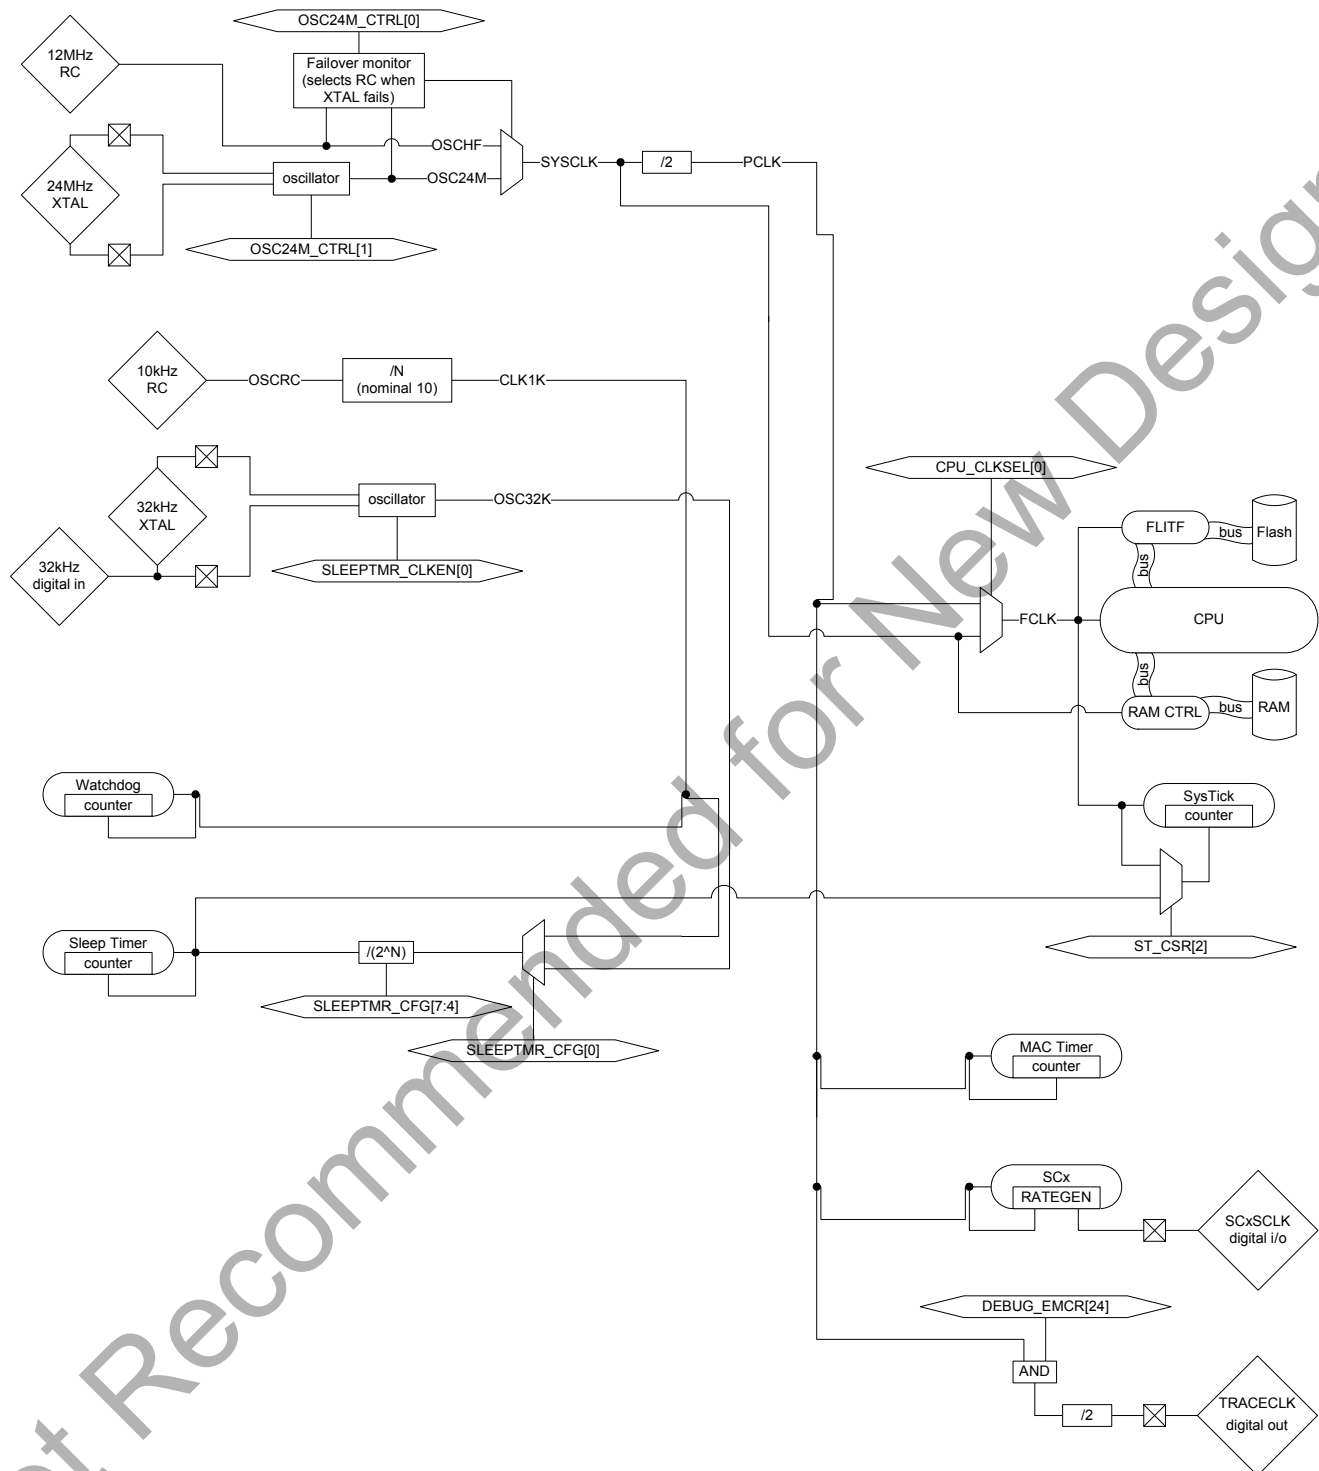 OSC24M_CTRL[0]
12MHz
RC
Failover monitor
(selects RC when
XTAL fails)
OSCHF
24MHz
XTAL
oscillator
OSC24M
SYSCLK
/2
PCLK
OSC24M_CTRL[1]
10kHz
RC
OSCRC
/N
(nominal 10)
CLK1K
CPU_CLKSEL[0]
32kHz
XTAL
oscillator
OSC32K
32kHz
digital in
SLEEPTMR_CLKEN[0]
FLITF
bus
Flash
bus
FCLK
CPU
bus
RAM CTRL
bus
RAM
Watchdog
counter
SysTick
counter
Sleep Timer
counter
/(2^N)
ST_CSR[2]
SLEEPTMR_CFG[7:4]
SLEEPTMR_CFG[0]
MAC Timer
counter
SCx
RATEGEN
SCxSCLK
digital i/o
DEBUG_EMCR[24]
AND
/2
TRACECLK
digital out
ot Recommended for New Design